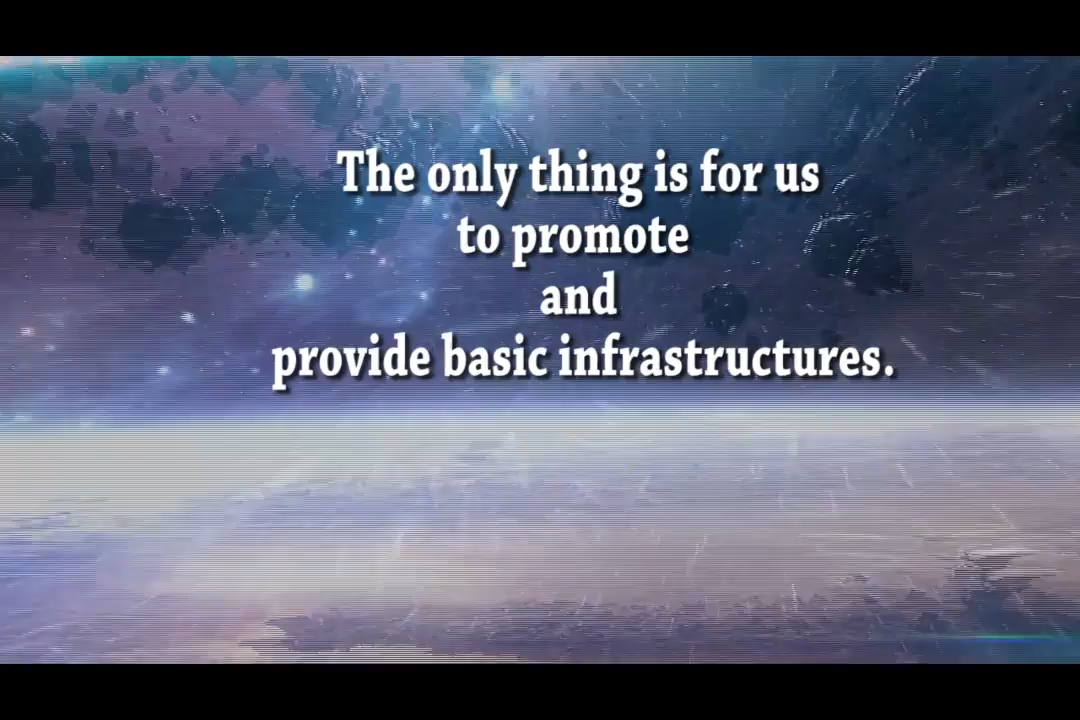 The only thing is for us
to promote
and
provide basic infrastructures.